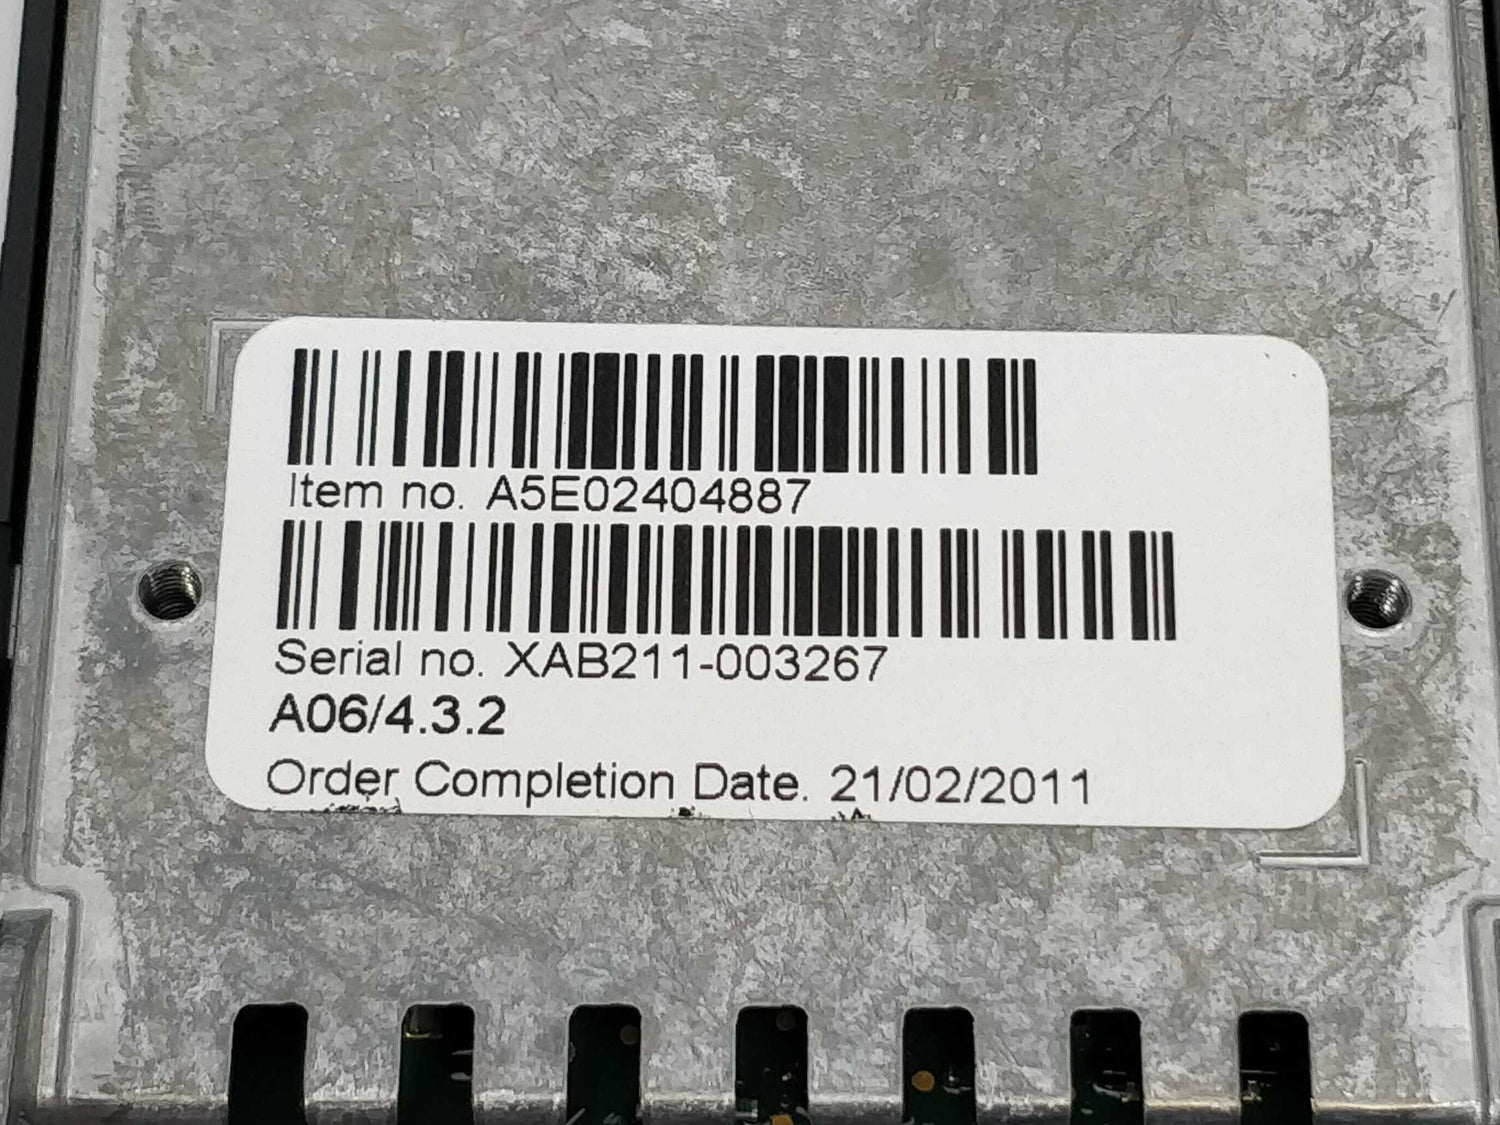 Item no. A5E02404887
Serial no. XAB211-003267
A06/4.3.2
Order Completion Date. 21/02/2011